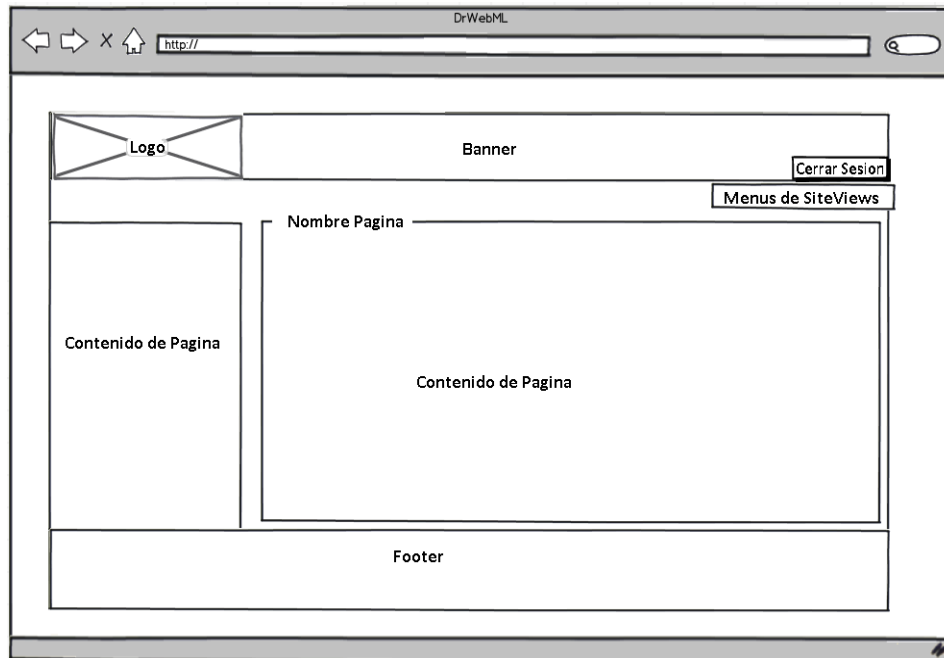 DrWebML
http://
Logo
Banner
Cerrar Sesion
Menus de SiteViews
Nombre Pagina
Contenido de Pagina
Contenido de Pagina
Footer